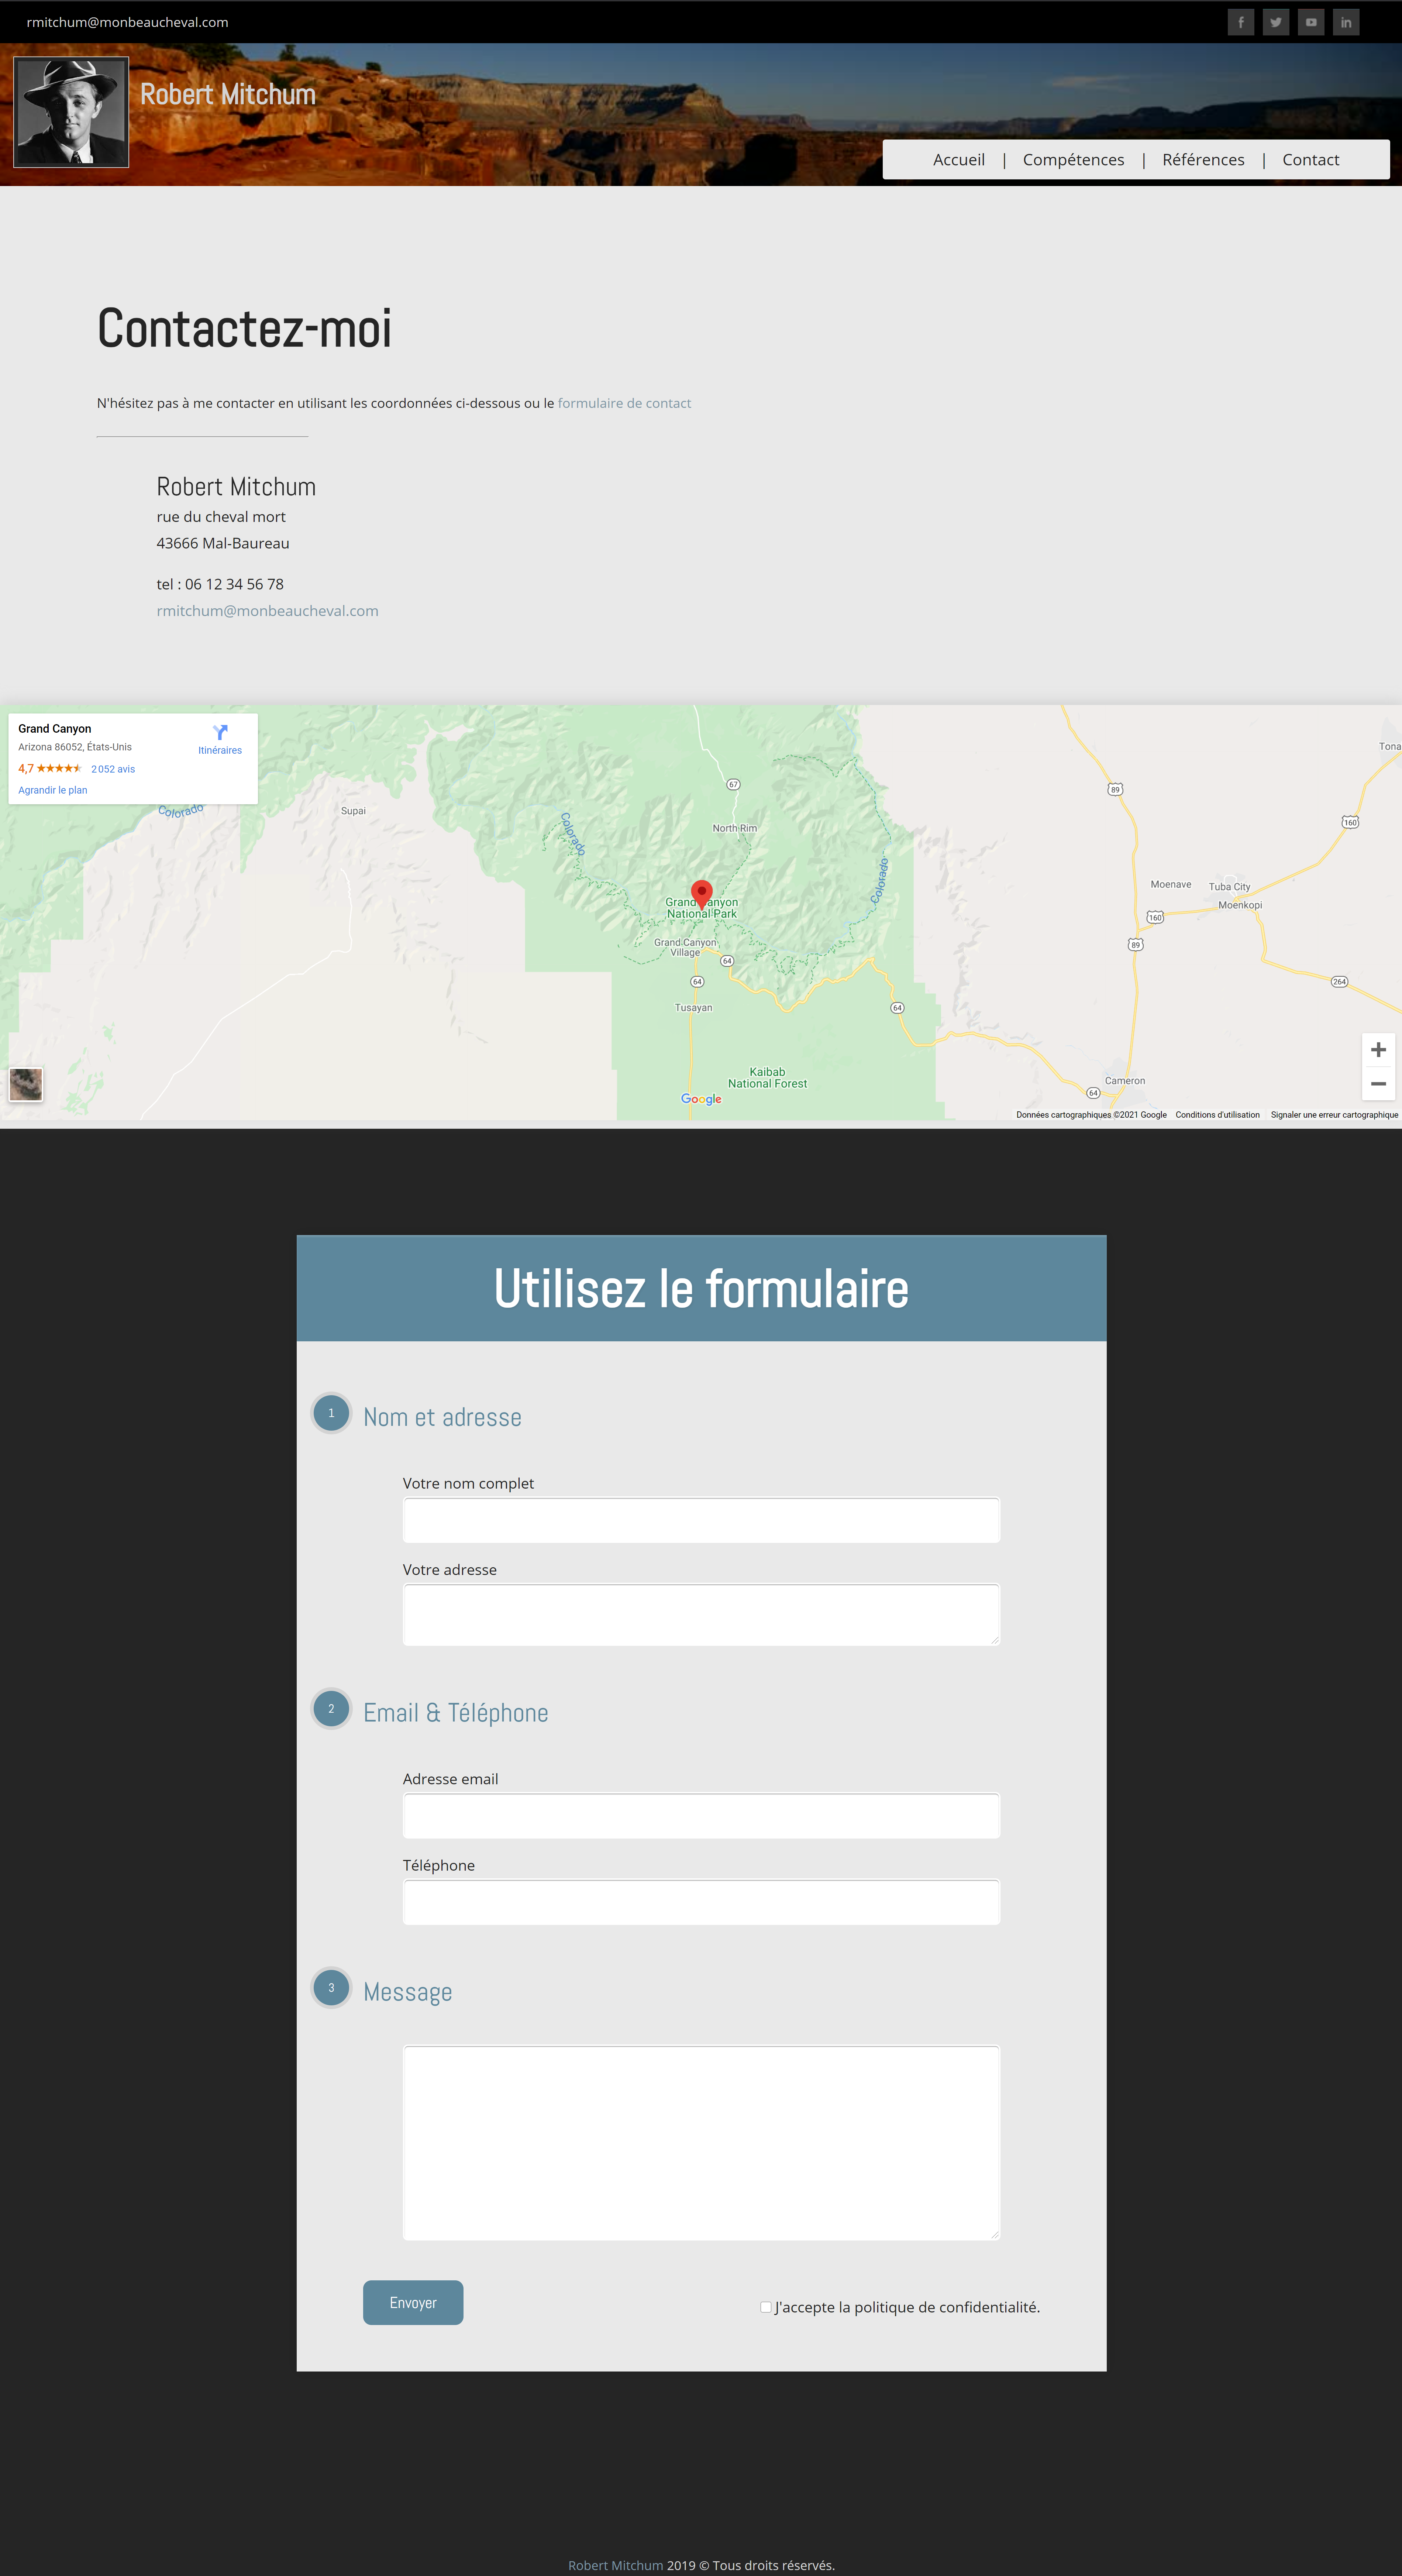 rmitchum@monbeaucheval.com
Robert Mitchum
Accueil | Compétences | Références | Contact
Contactez-moi
N'hésitez pas à me contacter en utilisant les coordonnées ci-dessous ou le formulaire de contact
Robert Mitchum
rue du cheval mort
43666 Mal-Baureau
tel : 06 12 34 56 78
rmitchum@monbeaucheval.com
Grand Canyon
Arizona 86052, États-Unis
Itinéraires
4,7 ★★★★★ 2 052 avis
Agrandir le plan
Colorado
Supai
Colorado
67
North Rim
Colorado
Grand Canyon
National Park
Grand Canyon
Village
64
64
Tusayan
64
Kaibab
National Forest
Google
89
160
Tona
Moenave
Tuba City
Moenkopi
160
89
264
Cameron
64
Données cartographiques ©2021 Google Conditions d'utilisation Signaler une erreur cartographique
Utilisez le formulaire
1 Nom et adresse
Votre nom complet
Votre adresse
2 Email & Téléphone
Adresse email
Téléphone
3 Message
Envoyer
J'accepte la politique de confidentialité.
Robert Mitchum 2019 © Tous droits réservés.